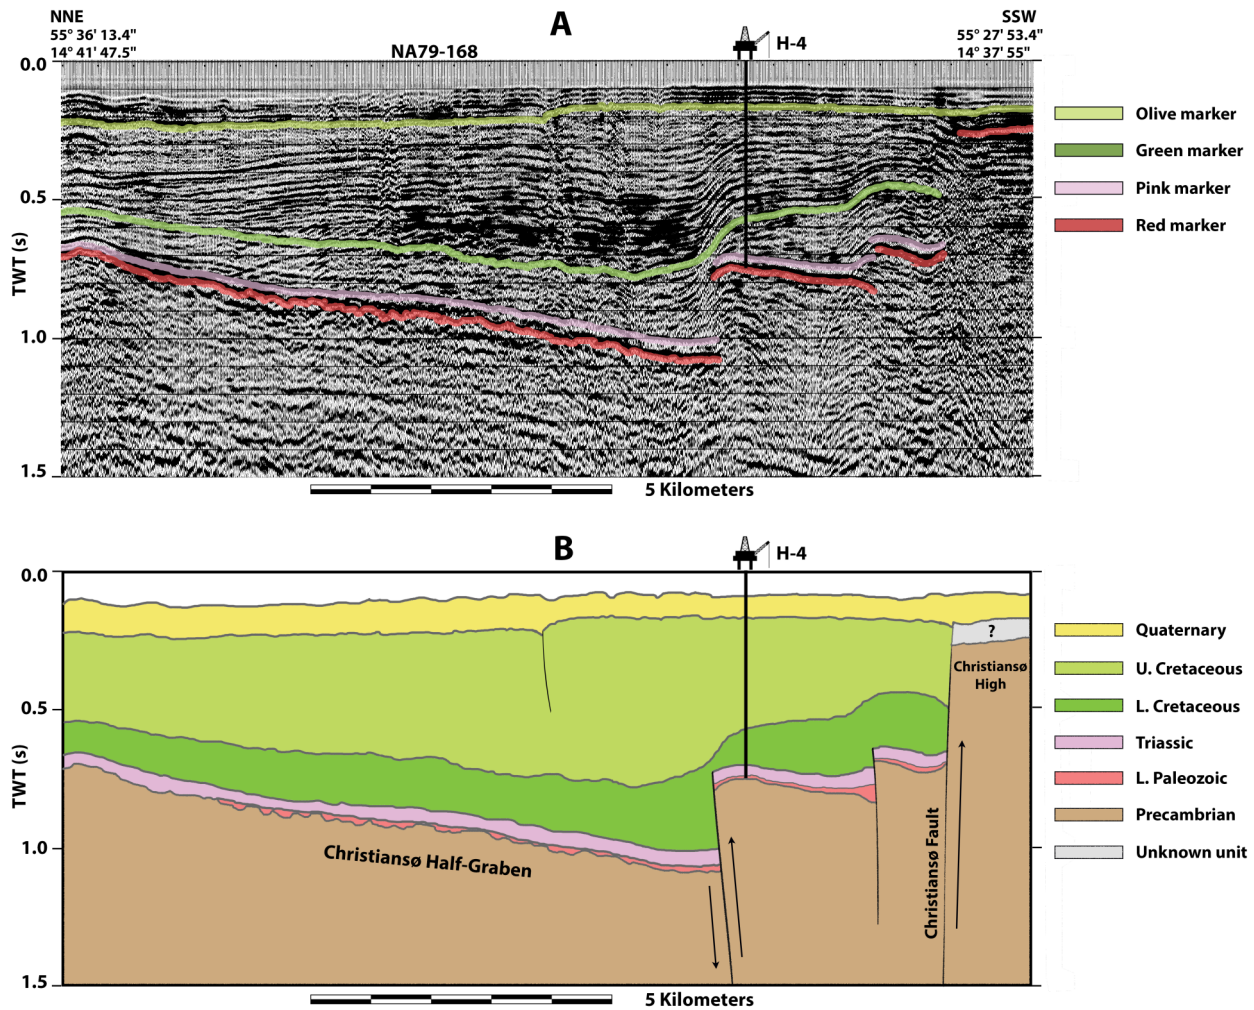 NNE
55° 36' 13.4"
14° 41' 47.5"
A
NA79-168
H-4
SSW
55° 27' 53.4"
14° 37' 55"
0.0
0.5
1.0
1.5
TWT (s)
Olive marker
Green marker
Pink marker
Red marker
5 Kilometers
B
H-4
0.0
0.5
1.0
1.5
TWT (s)
?
Christiansø
High
Christiansø Half-Graben
Christiansø Fault
Quaternary
U. Cretaceous
L. Cretaceous
Triassic
L. Paleozoic
Precambrian
Unknown unit
5 Kilometers